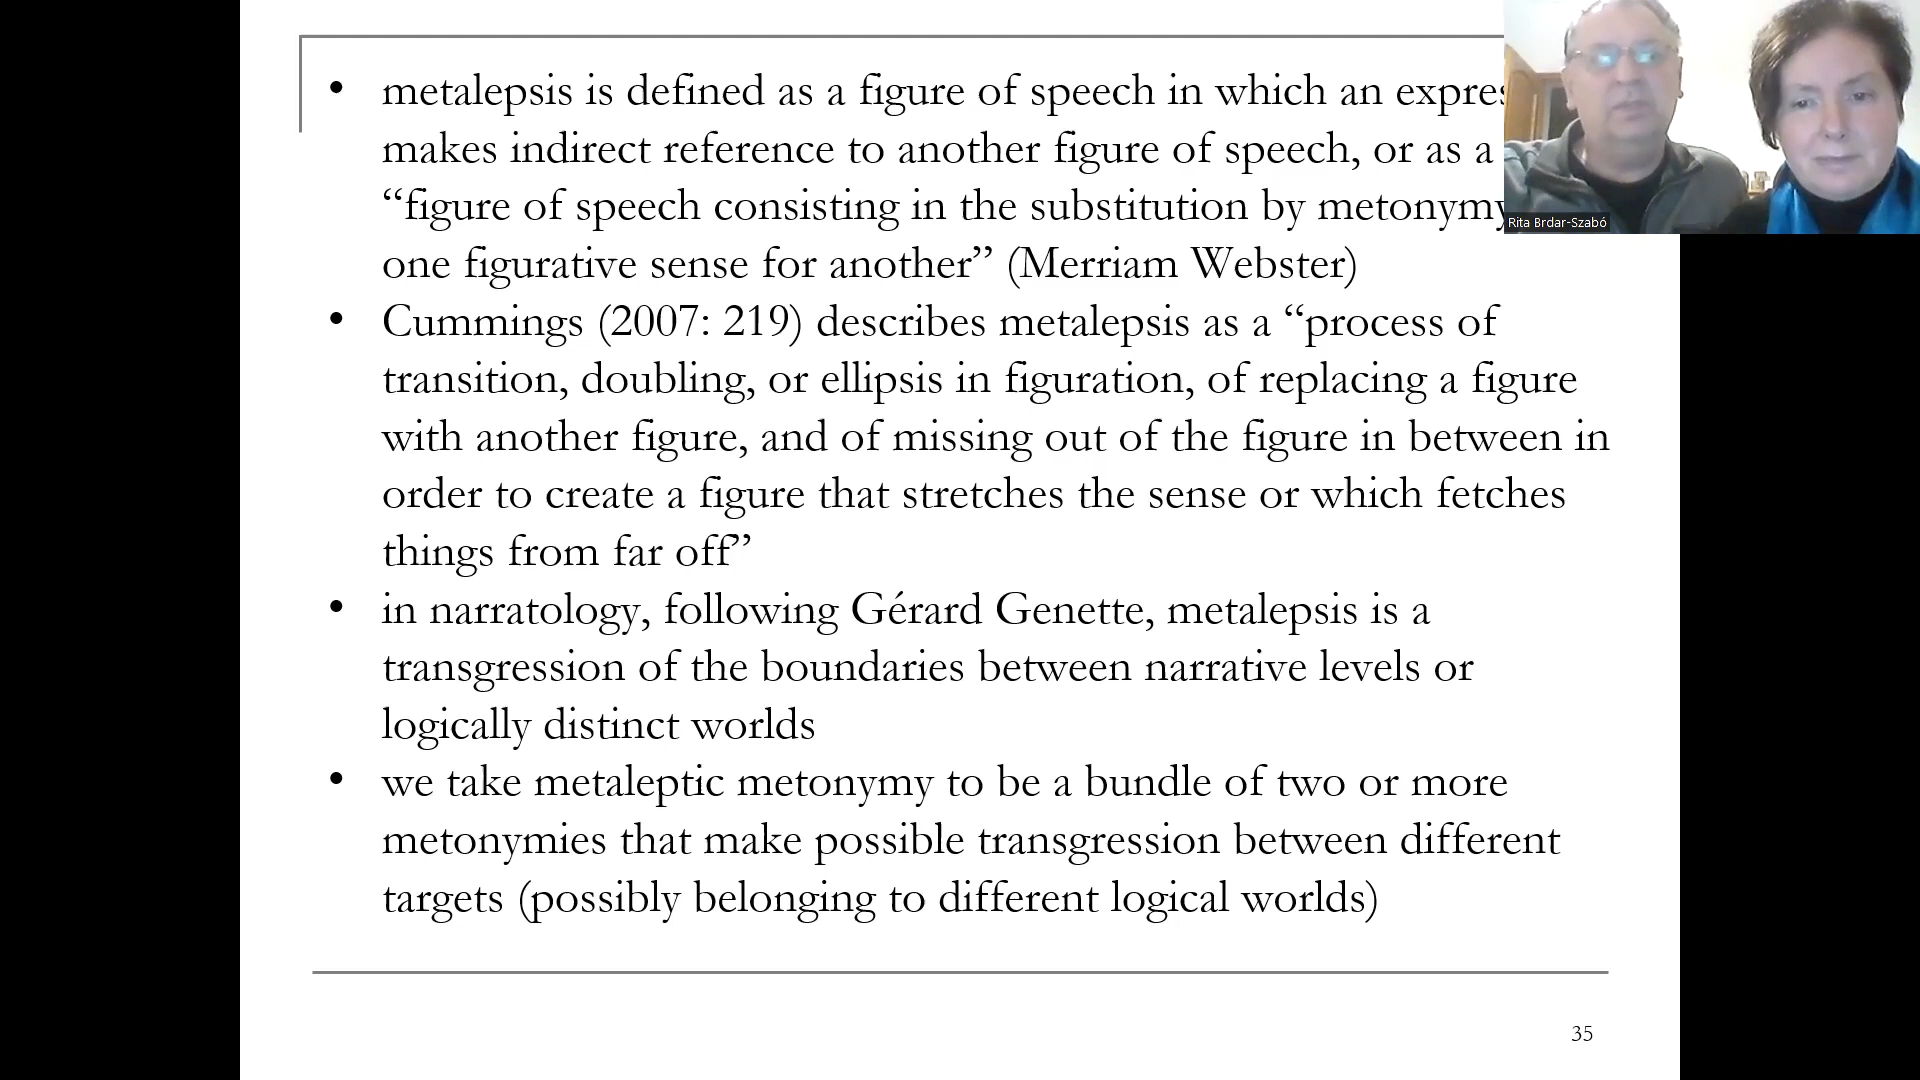 • metalepsis is defined as a figure of speech in which an expres
makes indirect reference to another figure of speech, or as a
“figure of speech consisting in the substitution by metonymy
one figurative sense for another” (Merriam Webster)
• Cummings (2007: 219) describes metalepsis as a “process of
transition, doubling, or ellipsis in figuration, of replacing a figure
with another figure, and of missing out of the figure in between in
order to create a figure that stretches the sense or which fetches
things from far off”
• in narratology, following Gérard Genette, metalepsis is a
transgression of the boundaries between narrative levels or
logically distinct worlds
• we take metaleptic metonymy to be a bundle of two or more
metonymies that make possible transgression between different
targets (possibly belonging to different logical worlds)
35
Rita Brdar-Szabó